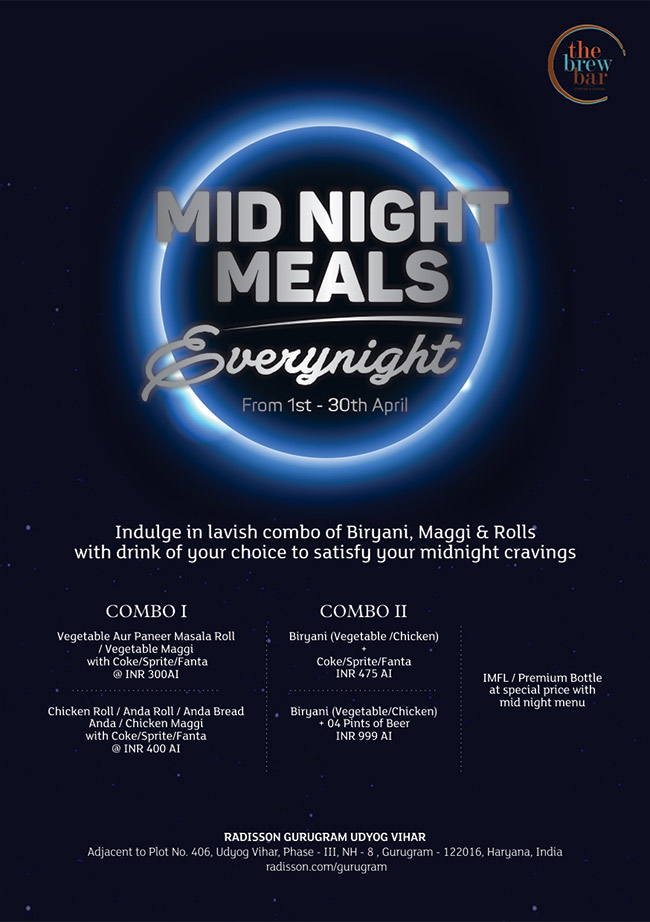 the
brew
bar
MID NIGHT
MEALS
Everynight
From 1st - 30th April
Indulge in lavish combo of Biryani, Maggi & Rolls
with drink of your choice to satisfy your midnight cravings
COMBO I
Vegetable Aur Paneer Masala Roll
/ Vegetable Maggi
with Coke/Sprite/Fanta
@ INR 300AI
Chicken Roll / Anda Roll / Anda Bread
Anda / Chicken Maggi
with Coke/Sprite/Fanta
@ INR 400 AI
COMBO II
Biryani (Vegetable /Chicken)
+
Coke/Sprite/Fanta
INR 475 AI
Biryani (Vegetable/Chicken)
+ 04 Pints of Beer
INR 999 AI
IMFL / Premium Bottle
at special price with
mid night menu
RADISSON GURUGRAM UDYOG VIHAR
Adjacent to Plot No. 406, Udyog Vihar, Phase - III, NH - 8 , Gurugram - 122016, Haryana, India
radisson.com/gurugram